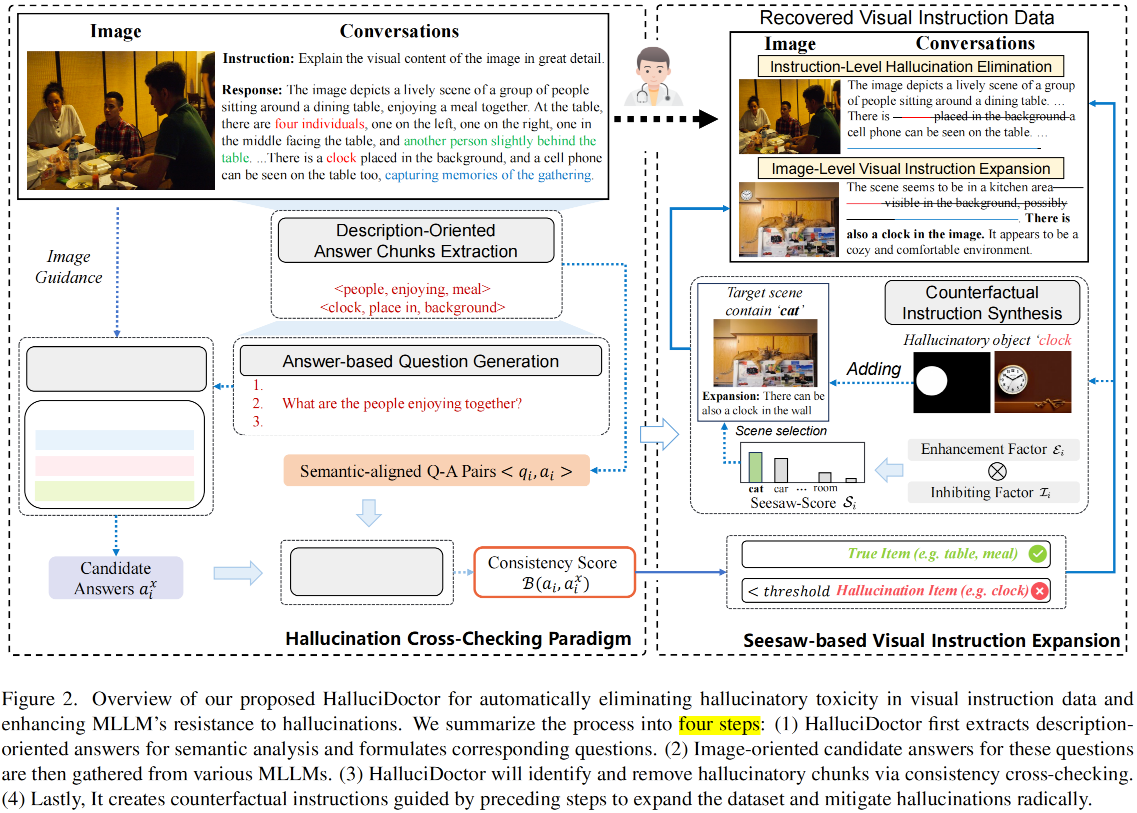 Image
Conversations
Instruction: Explain the visual content of the image in great detail.
Response: The image depicts a lively scene of a group of people
sitting around a dining table, enjoying a meal together. At the table,
there are four individuals, one on the left, one on the right, one in
the middle facing the table, and another person slightly behind the
table. ...There is a clock placed in the background, and a cell phone
can be seen on the table too, capturing memories of the gathering.
Image
Guidance
Description-Oriented
Answer Chunks Extraction
<people, enjoying, meal>
<clock, place in, background>
Answer-based Question Generation
1.
2. What are the people enjoying together?
3.
Semantic-aligned Q-A Pairs < qᵢ, aᵢ >
Candidate
Answers aᵢˣ
Consistency Score
ℬ(aᵢ, aᵢˣ)
Hallucination Cross-Checking Paradigm
Recovered Visual Instruction Data
Image
Conversations
Instruction-Level Hallucination Elimination
The image depicts a lively scene of a group
of people sitting around a dining table. ...
There is placed in the background a
cell phone can be seen on the table. ...
Image-Level Visual Instruction Expansion
The scene seems to be in a kitchen area
visible in the background, possibly
. There is
also a clock in the image. It appears to be a
cozy and comfortable environment.
Target scene
contain ‘cat’
Expansion: There can be
also a clock in the wall
Counterfactual
Instruction Synthesis
Hallucinatory object ‘clock
Adding
Scene selection
cat car ... room
Seesaw-Score 𝒮ᵢ
Enhancement Factor ℰᵢ
Inhibiting Factor ℐᵢ
True Item (e.g. table, meal)
< threshold Hallucination Item (e.g. clock)
Seesaw-based Visual Instruction Expansion
Figure 2. Overview of our proposed HalluciDoctor for automatically eliminating hallucinatory toxicity in visual instruction data and
enhancing MLLM’s resistance to hallucinations. We summarize the process into four steps: (1) HalluciDoctor first extracts description-
oriented answers for semantic analysis and formulates corresponding questions. (2) Image-oriented candidate answers for these questions
are then gathered from various MLLMs. (3) HalluciDoctor will identify and remove hallucinatory chunks via consistency cross-checking.
(4) Lastly, It creates counterfactual instructions guided by preceding steps to expand the dataset and mitigate hallucinations radically.